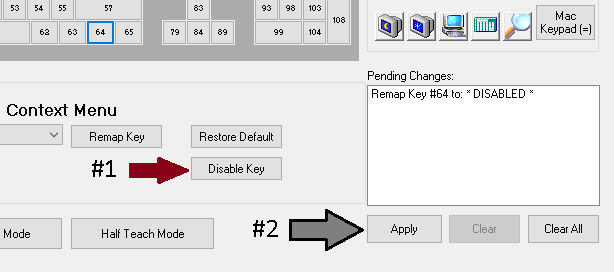 53 54 55 57 83 93 98 103 108
62 63 64 65 79 84 89 99 104
Mac
Keypad (=)
Pending Changes:
Remap Key #64 to: * DISABLED *
Context Menu
Remap Key Restore Default
#1 Disable Key
#2 Apply Clear Clear All
Mode Half Teach Mode